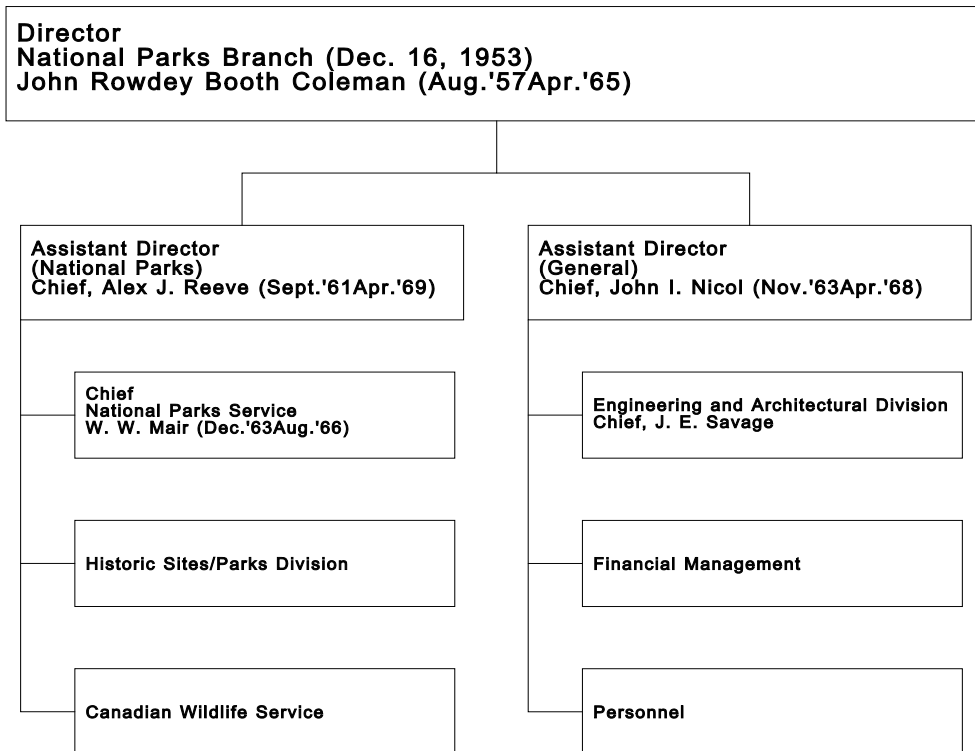 Director
National Parks Branch (Dec. 16, 1953)
John Rowdey Booth Coleman (Aug.'57Apr.'65)
Assistant Director
(National Parks)
Chief, Alex J. Reeve (Sept.'61Apr.'69)
Chief
National Parks Service
W. W. Mair (Dec.'63Aug.'66)
Historic Sites/Parks Division
Canadian Wildlife Service
Assistant Director
(General)
Chief, John I. Nicol (Nov.'63Apr.'68)
Engineering and Architectural Division
Chief, J. E. Savage
Financial Management
Personnel